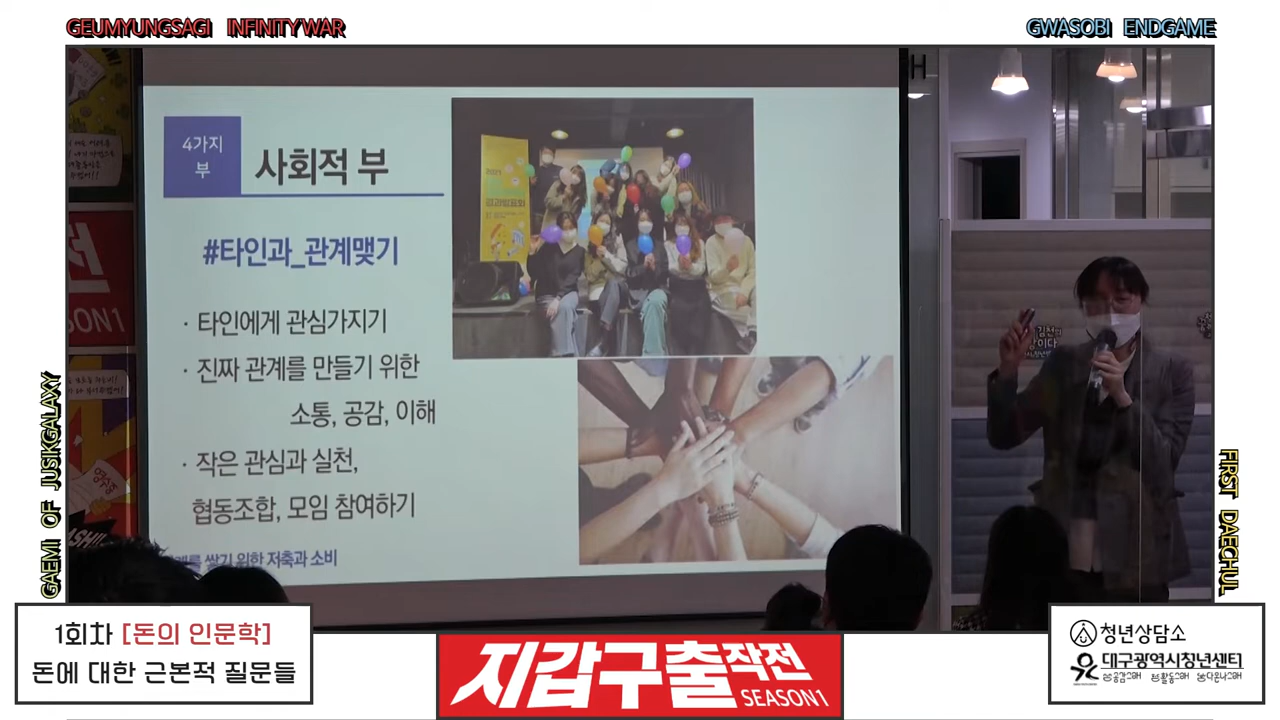 GEUMYUNGSAGI INFINITY WAR
GWASOBI ENDGAME
GAEMI OF JUSIKGALAXY
FIRST DAECHUL
4가지
부
사회적 부
#타인과_관계맺기
· 타인에게 관심가지기
· 진짜 관계를 만들기 위한
소통, 공감, 이해
· 작은 관심과 실천,
협동조합, 모임 참여하기
쌓기 위한 저축과 소비
H
1회차 [돈의 인문학]
돈에 대한 근본적 질문들
지갑구출작전
SEASON1
청년상담소
대구광역시청년센터